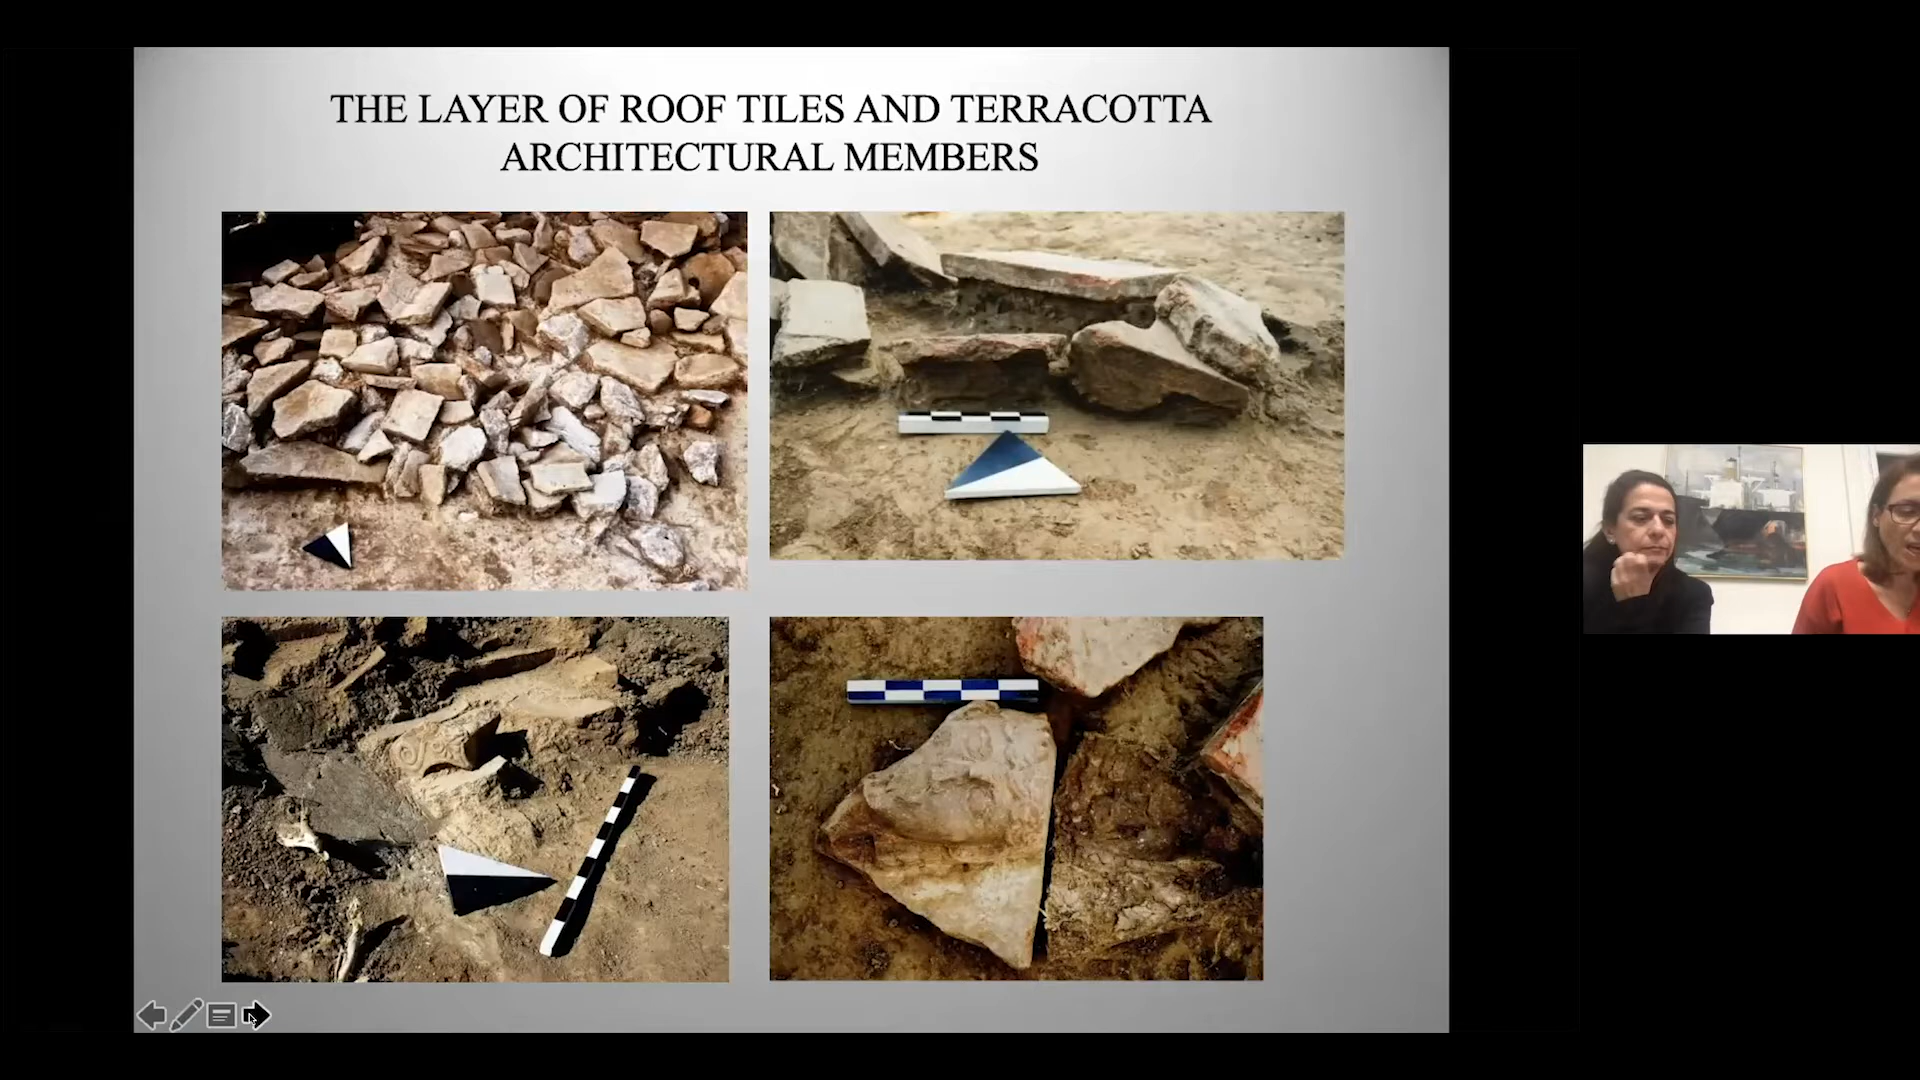 THE LAYER OF ROOF TILES AND TERRACOTTA
ARCHITECTURAL MEMBERS